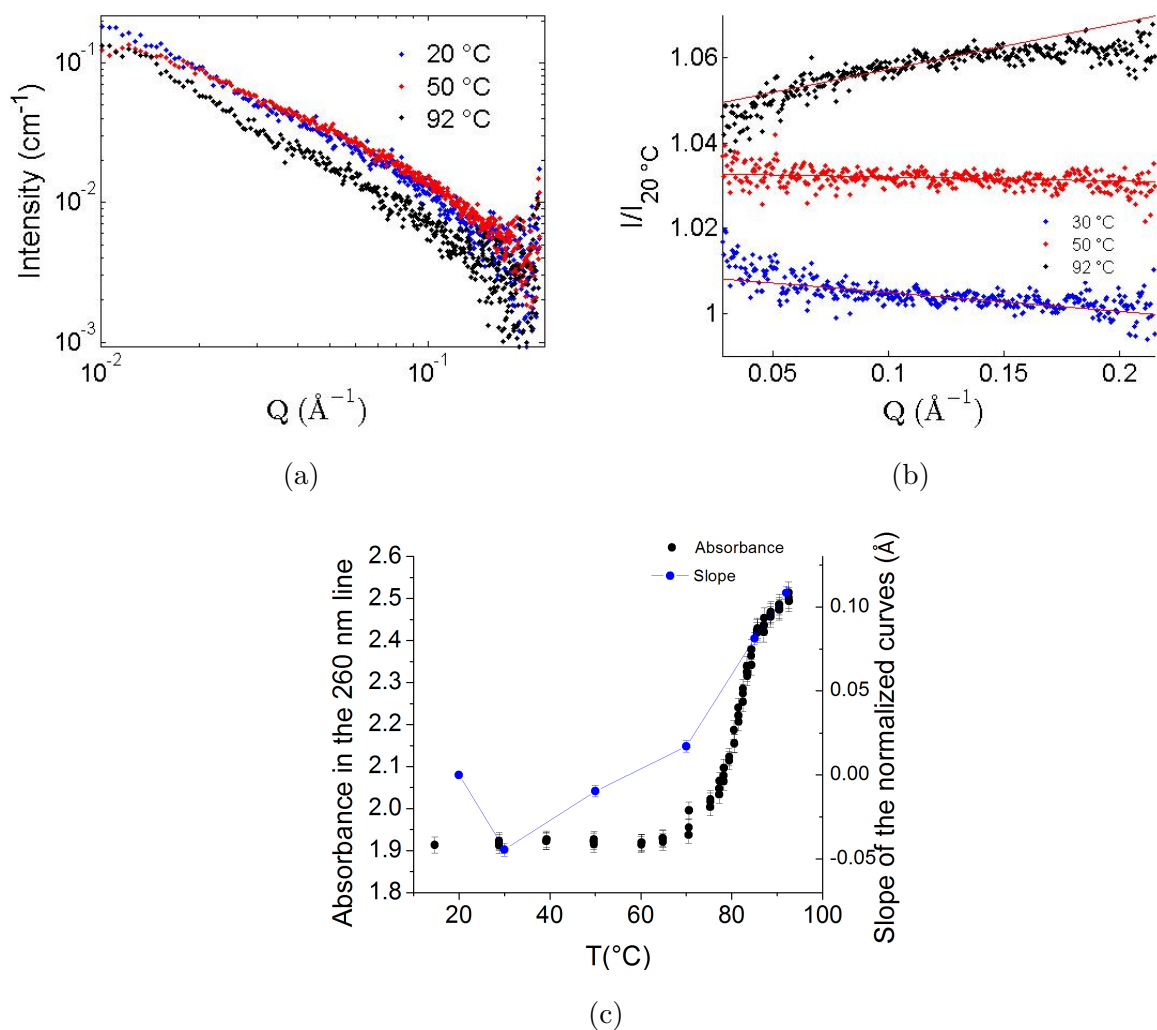 Intensity (cm⁻¹)
10⁻¹
10⁻²
10⁻³
20 °C
50 °C
92 °C
10⁻²
10⁻¹
Q (Å⁻¹)
(a)
I/I20 °C
1.06
1.04
1.02
1
30 °C
50 °C
92 °C
0.05
0.1
0.15
0.2
Q (Å⁻¹)
(b)
Absorbance in the 260 nm line
2.6
2.5
2.4
2.3
2.2
2.1
2.0
1.9
1.8
Absorbance
Slope
0.10
0.05
0.00
-0.05
Slope of the normalized curves (Å)
20
40
60
80
100
T(°C)
(c)